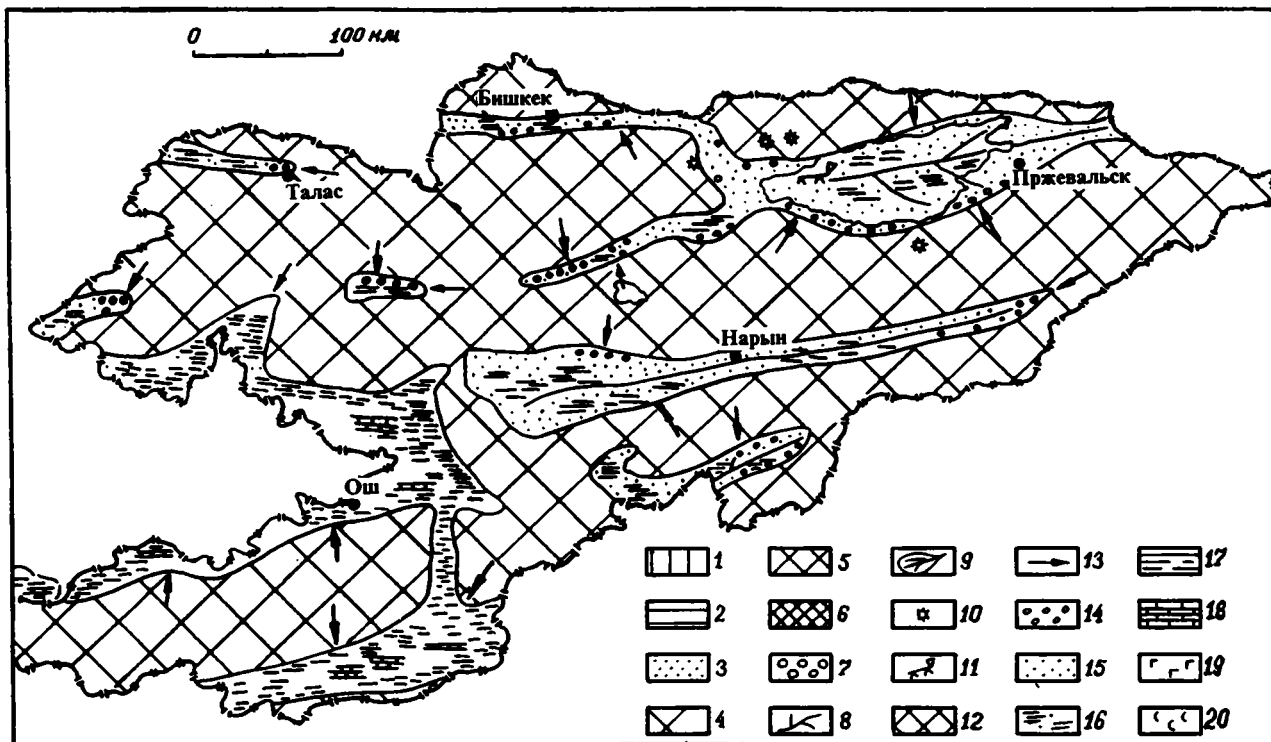 0 100 км
Бишкек
Талас
Пржевальск
Нарын
Ош
1 5 9 13 17
2 6 10 14 18
3 7 11 15 19
4 8 12 16 20